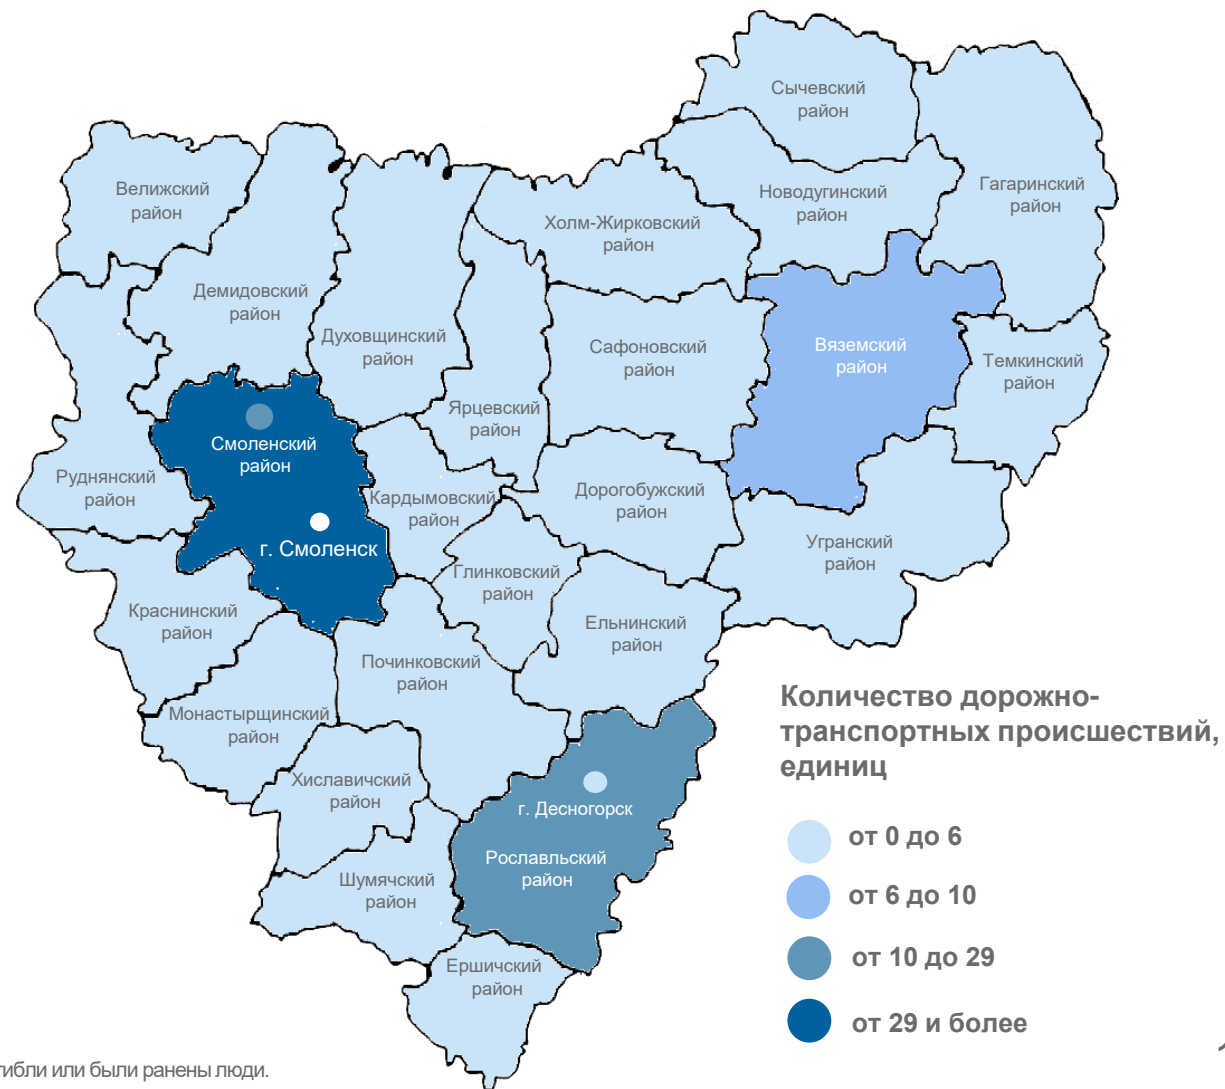 Сычевский
район
Велижский
район
Новодугинский
район
Гагаринский
район
Холм-Жирковский
район
Демидовский
район
Духовщинский
район
Сафоновский
район
Вяземский
район
Темкинский
район
Ярцевский
район
Смоленский
район
Руднянский
район
Кардымовский
район
Дорогобужский
район
г. Смоленск
Угранский
район
Глинковский
район
Краснинский
район
Ельнинский
район
Починковский
район
Монастырщинский
район
Хиславичский
район
г. Десногорск
Рославльский
район
Шумячский
район
Ершичский
район
Количество дорожно-
транспортных происшествий,
единиц
от 0 до 6
от 6 до 10
от 10 до 29
от 29 и более
гибли или были ранены люди.